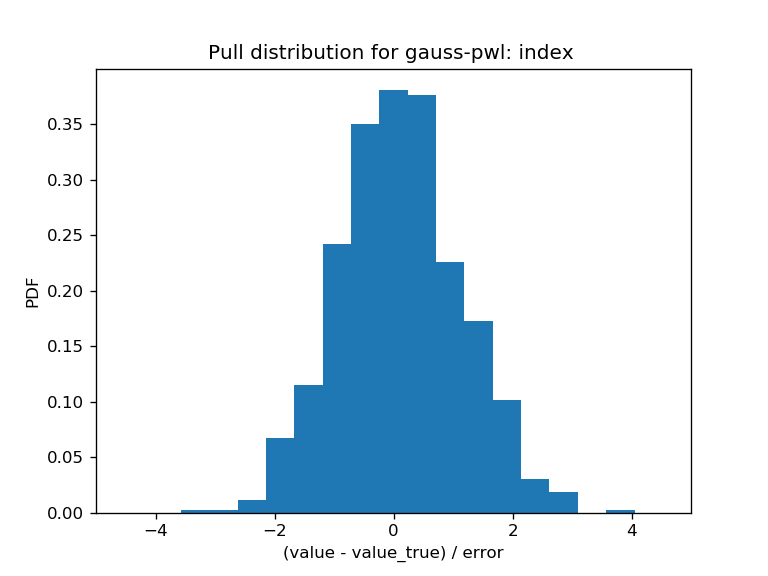 Pull distribution for gauss-pwl: index
PDF
0.35
0.30
0.25
0.20
0.15
0.10
0.05
0.00
−4 −2 0 2 4
(value - value_true) / error